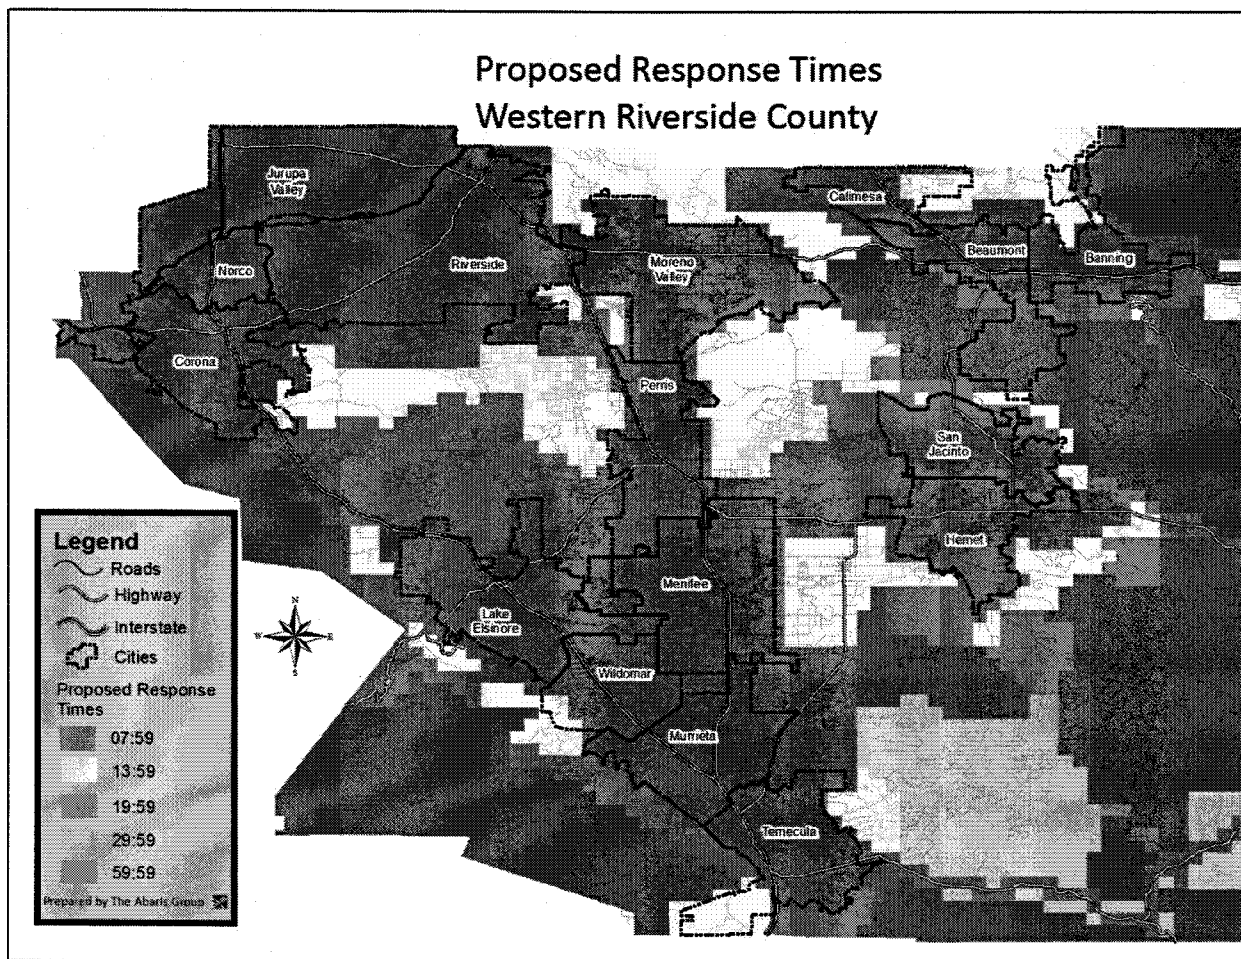 Proposed Response Times
Western Riverside County
Jurupa
Valley
Calimesa
Norco
Riverside
Moreno
Valley
Beaumont
Banning
Corona
Perris
San
Jacinto
Hemet
Menifee
Lake
Elsinore
Wildomar
Murrieta
Temecula
Legend
Roads
Highway
Interstate
Cities
Proposed Response
Times
07:59
13:59
19:59
29:59
59:59
Prepared by The Abaris Group
N
W
E
S